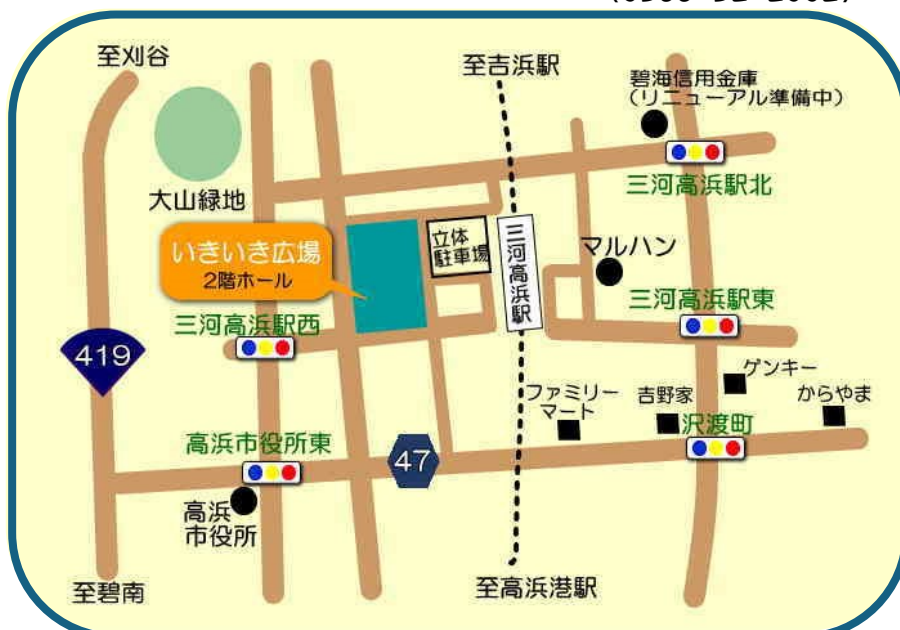 至刈谷
至吉浜駅
碧海信用金庫
(リニューアル準備中)
大山緑地
三河高浜駅北
いきいき広場
2階ホール
立体
駐車場
三河高浜駅
マルハン
三河高浜駅西
三河高浜駅東
419
ゲンキー
ファミリー
マート
吉野家
からやま
沢渡町
高浜市役所東
47
高浜
市役所
至碧南
至高浜港駅